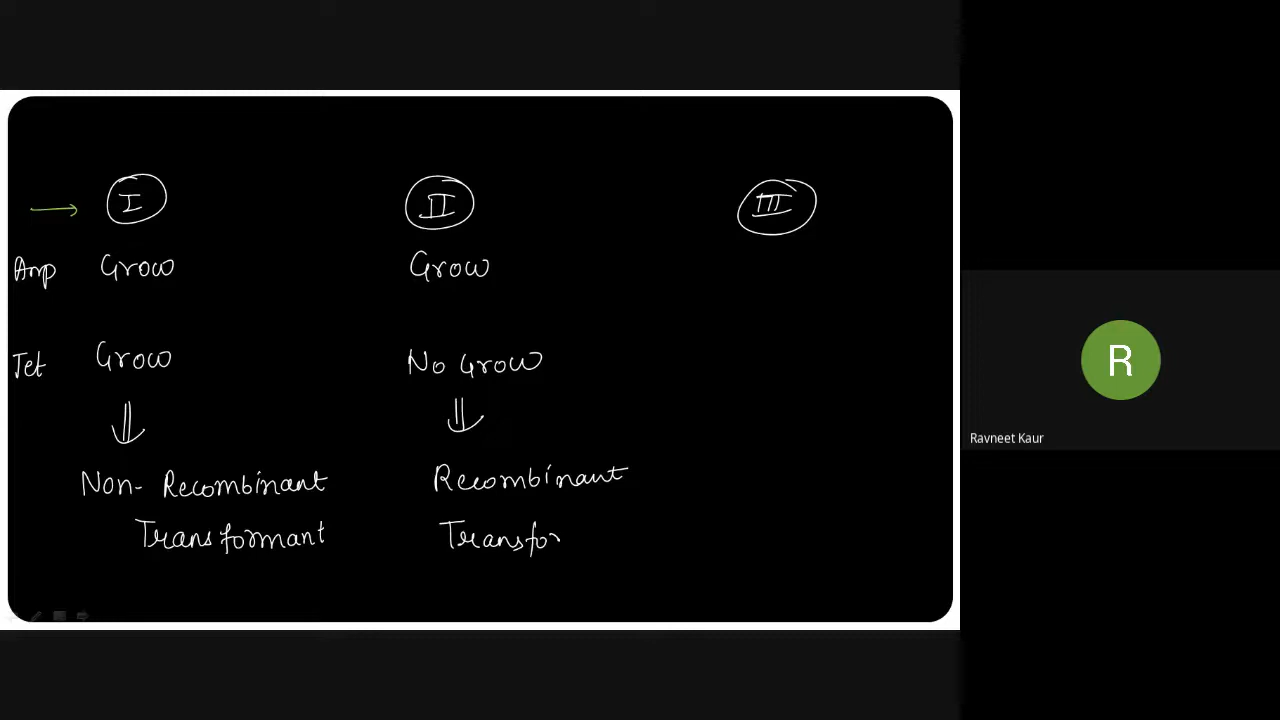 I II III
Amp Grow Grow
Tet Grow No Grow
Non- Recombinant Recombinant
Transformant Transfor
R
Ravneet Kaur